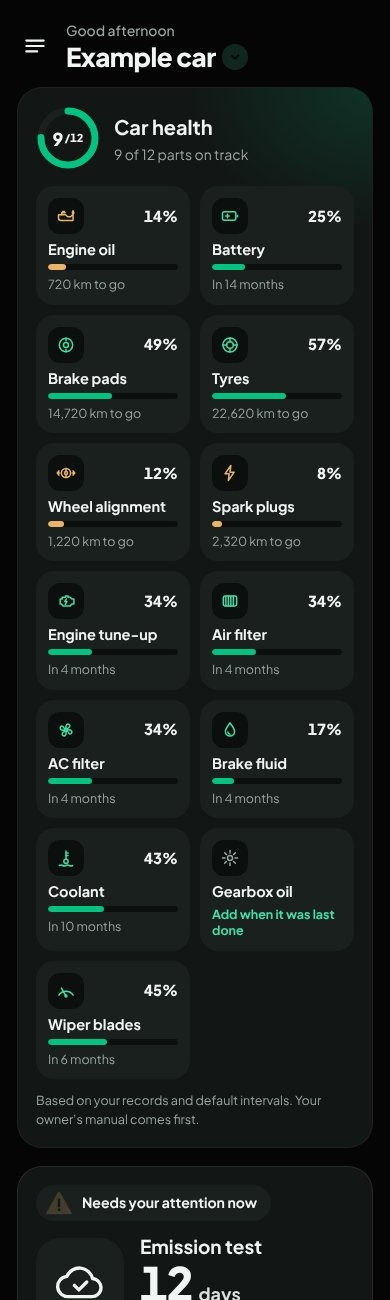 Good afternoon
Example car
9/12
Car health
9 of 12 parts on track
14%
Engine oil
720 km to go
25%
Battery
In 14 months
49%
Brake pads
14,720 km to go
57%
Tyres
22,620 km to go
12%
Wheel alignment
1,220 km to go
8%
Spark plugs
2,320 km to go
34%
Engine tune-up
In 4 months
34%
Air filter
In 4 months
34%
AC filter
In 4 months
17%
Brake fluid
In 4 months
43%
Coolant
In 10 months
Gearbox oil
Add when it was last
done
45%
Wiper blades
In 6 months
Based on your records and default intervals. Your
owner's manual comes first.
Needs your attention now
Emission test
12 days